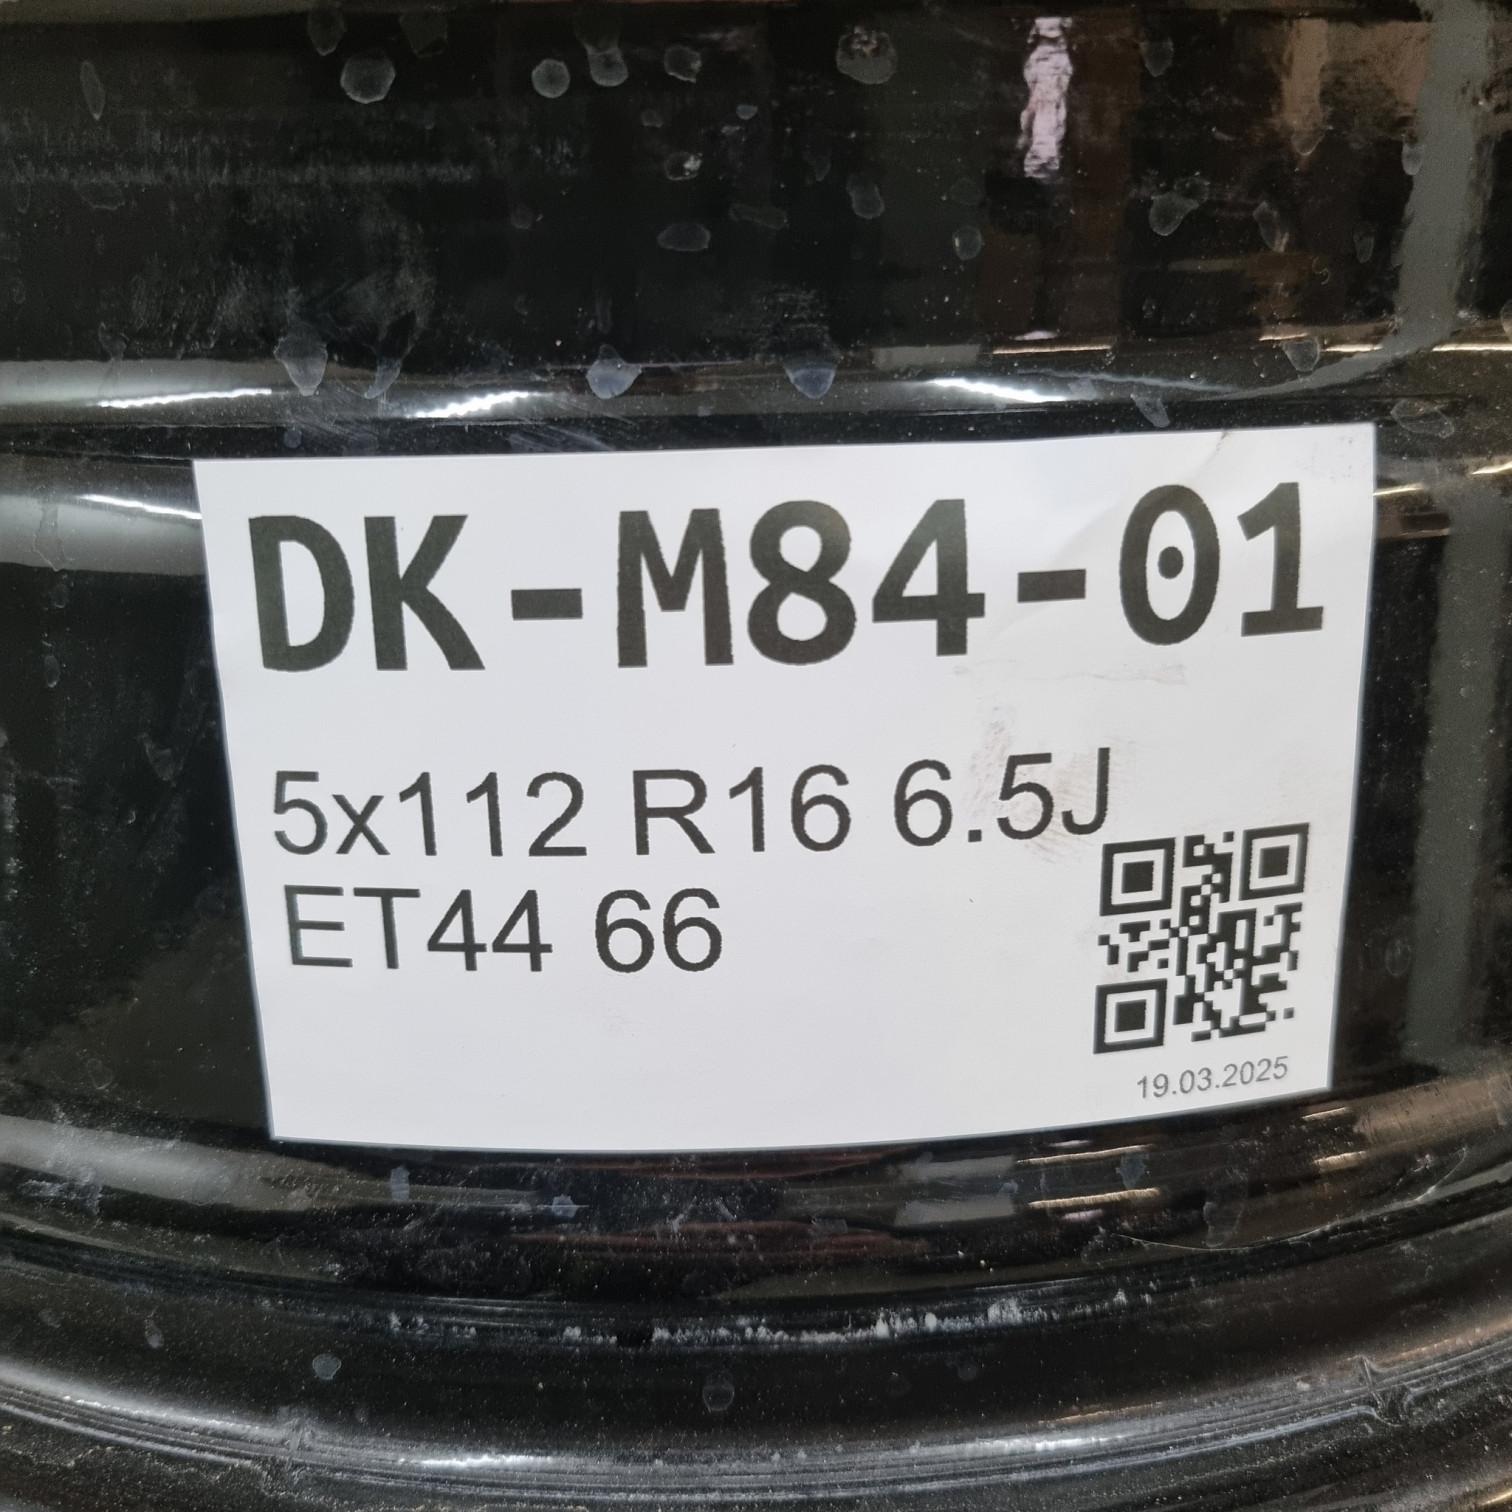 DK-M84-01
5x112 R16 6.5J
ET44 66
19.03.2025